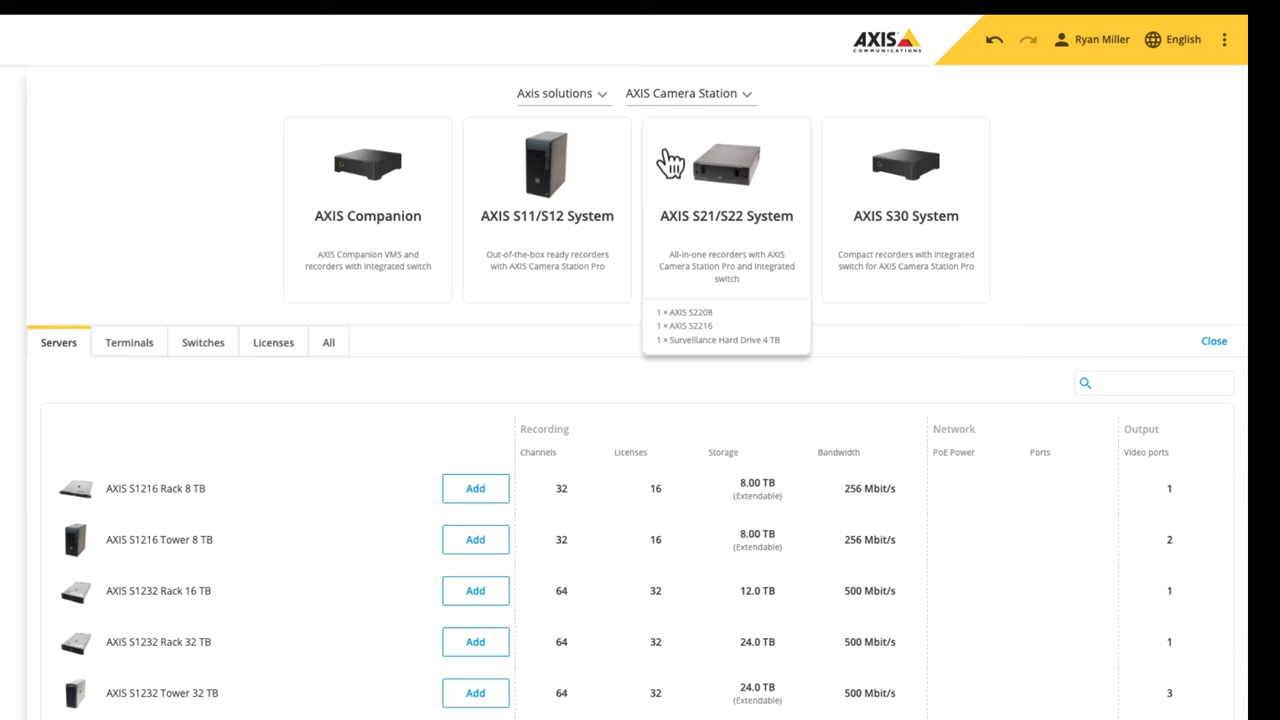 AXIS
COMMUNICATIONS
Ryan Miller
English
Axis solutions
AXIS Camera Station
AXIS Companion
AXIS Companion VMS and
recorders with integrated switch
AXIS S11/S12 System
Out-of-the-box ready recorders
with AXIS Camera Station Pro
AXIS S21/S22 System
All-in-one recorders with AXIS
Camera Station Pro and integrated
switch
1 × AXIS S2208
1 × AXIS S2216
1 × Surveillance Hard Drive 4 TB
AXIS S30 System
Compact recorders with integrated
switch for AXIS Camera Station Pro
Servers Terminals Switches Licenses All Close
Recording Network Output
Channels Licenses Storage Bandwidth PoE Power Ports Video ports
AXIS S1216 Rack 8 TB Add 32 16 8.00 TB 256 Mbit/s 1
(Extendable)
AXIS S1216 Tower 8 TB Add 32 16 8.00 TB 256 Mbit/s 2
(Extendable)
AXIS S1232 Rack 16 TB Add 64 32 12.0 TB 500 Mbit/s 1
AXIS S1232 Rack 32 TB Add 64 32 24.0 TB 500 Mbit/s 1
AXIS S1232 Tower 32 TB Add 64 32 24.0 TB 500 Mbit/s 3
(Extendable)